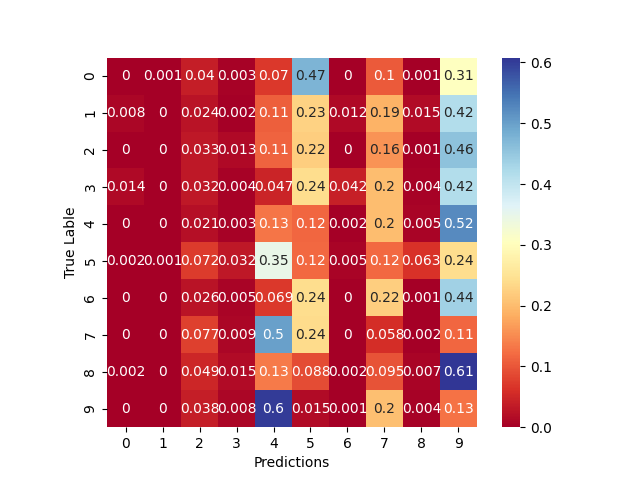 0 0.001 0.04 0.003 0.07 0.47 0 0.1 0.001 0.31
0.008 0 0.024 0.002 0.11 0.23 0.012 0.19 0.015 0.42
0 0 0.033 0.013 0.11 0.22 0 0.16 0.001 0.46
0.014 0 0.032 0.004 0.047 0.24 0.042 0.2 0.004 0.42
0 0 0.021 0.003 0.13 0.12 0.002 0.2 0.005 0.52
0.002 0.001 0.072 0.032 0.35 0.12 0.005 0.12 0.063 0.24
0 0 0.026 0.005 0.069 0.24 0 0.22 0.001 0.44
0 0 0.077 0.009 0.5 0.24 0 0.058 0.002 0.11
0.002 0 0.049 0.015 0.13 0.088 0.002 0.095 0.007 0.61
0 0 0.038 0.008 0.6 0.015 0.001 0.2 0.004 0.13
0 1 2 3 4 5 6 7 8 9
Predictions
0 1 2 3 4 5 6 7 8 9
True Lable
0.6
0.5
0.4
0.3
0.2
0.1
0.0